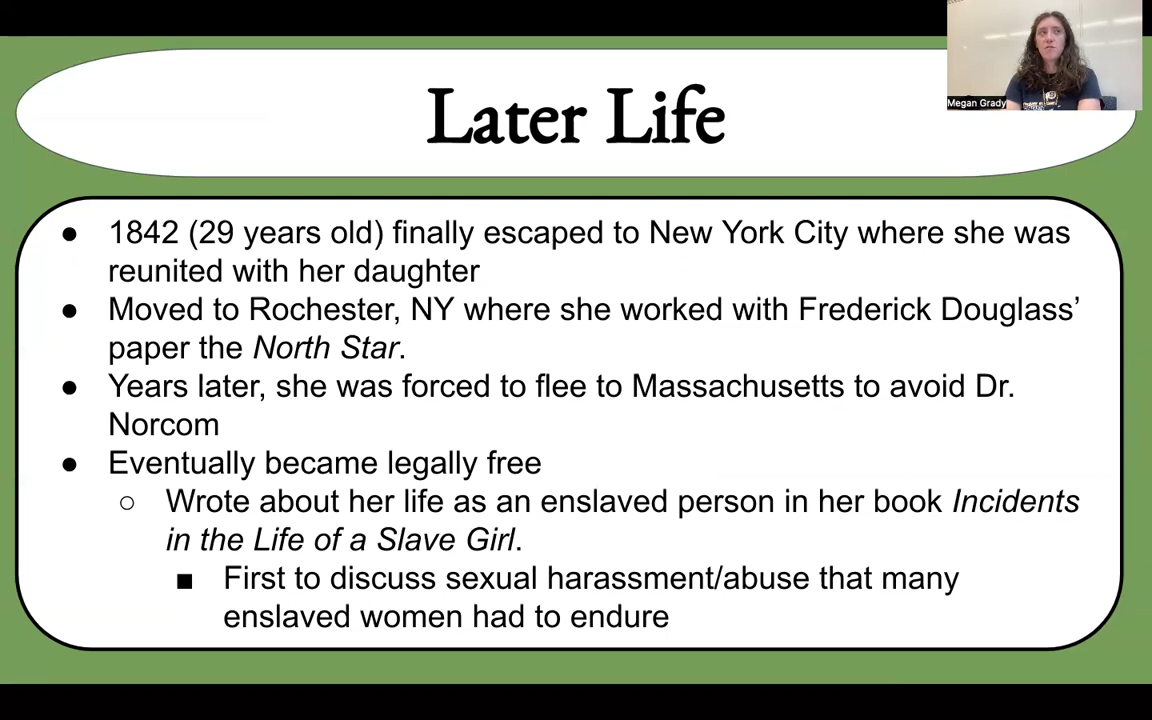 Later Life
Megan Grady
● 1842 (29 years old) finally escaped to New York City where she was
reunited with her daughter
● Moved to Rochester, NY where she worked with Frederick Douglass’
paper the North Star.
● Years later, she was forced to flee to Massachusetts to avoid Dr.
Norcom
● Eventually became legally free
○ Wrote about her life as an enslaved person in her book Incidents
in the Life of a Slave Girl.
■ First to discuss sexual harassment/abuse that many
enslaved women had to endure